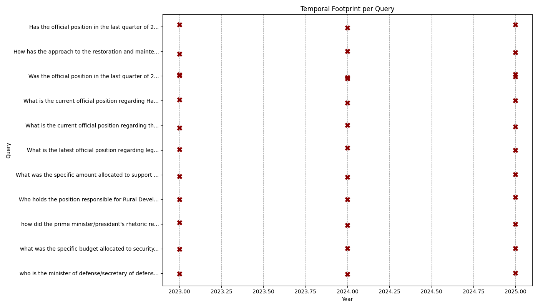 Temporal Footprint per Query
Has the official position in the last quarter of 2...
How has the approach to the restoration and mainte...
Was the official position in the last quarter of 2...
What is the current official position regarding Ha...
What is the current official position regarding th...
What is the latest official position regarding leg...
What was the specific amount allocated to support ...
Who holds the position responsible for Rural Devel...
how did the prime minister/president's rhetoric re...
what was the specific budget allocated to security...
who is the minister of defense/secretary of defens...
Query
2023.00 2023.25 2023.50 2023.75 2024.00 2024.25 2024.50 2024.75 2025.00
Year